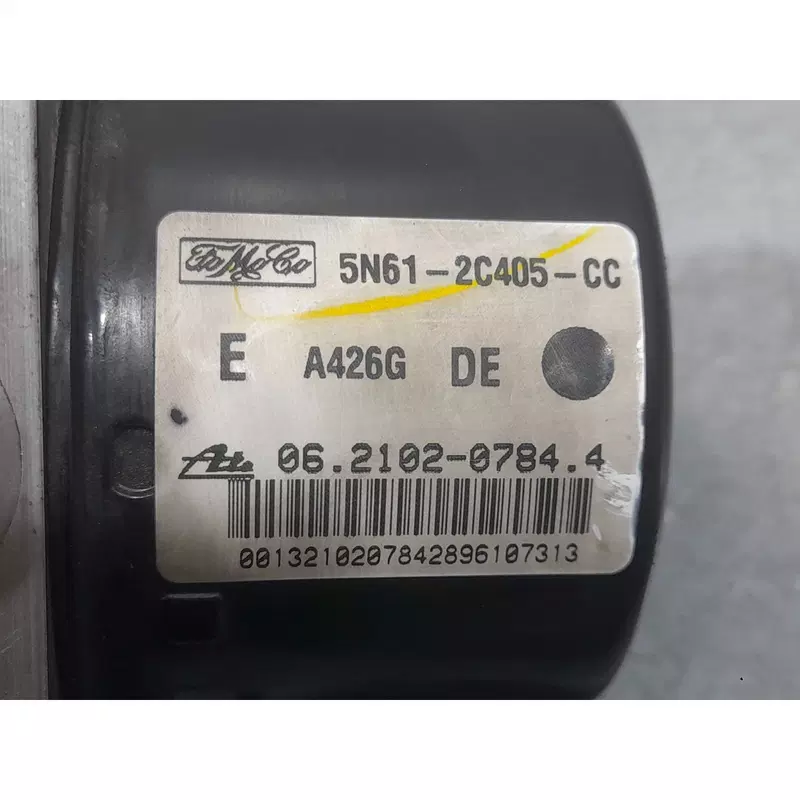 FoMoCo 5N61-2C405-CC
E A426G DE
Ate 06.2102-0784.4
00132102078428961073​13